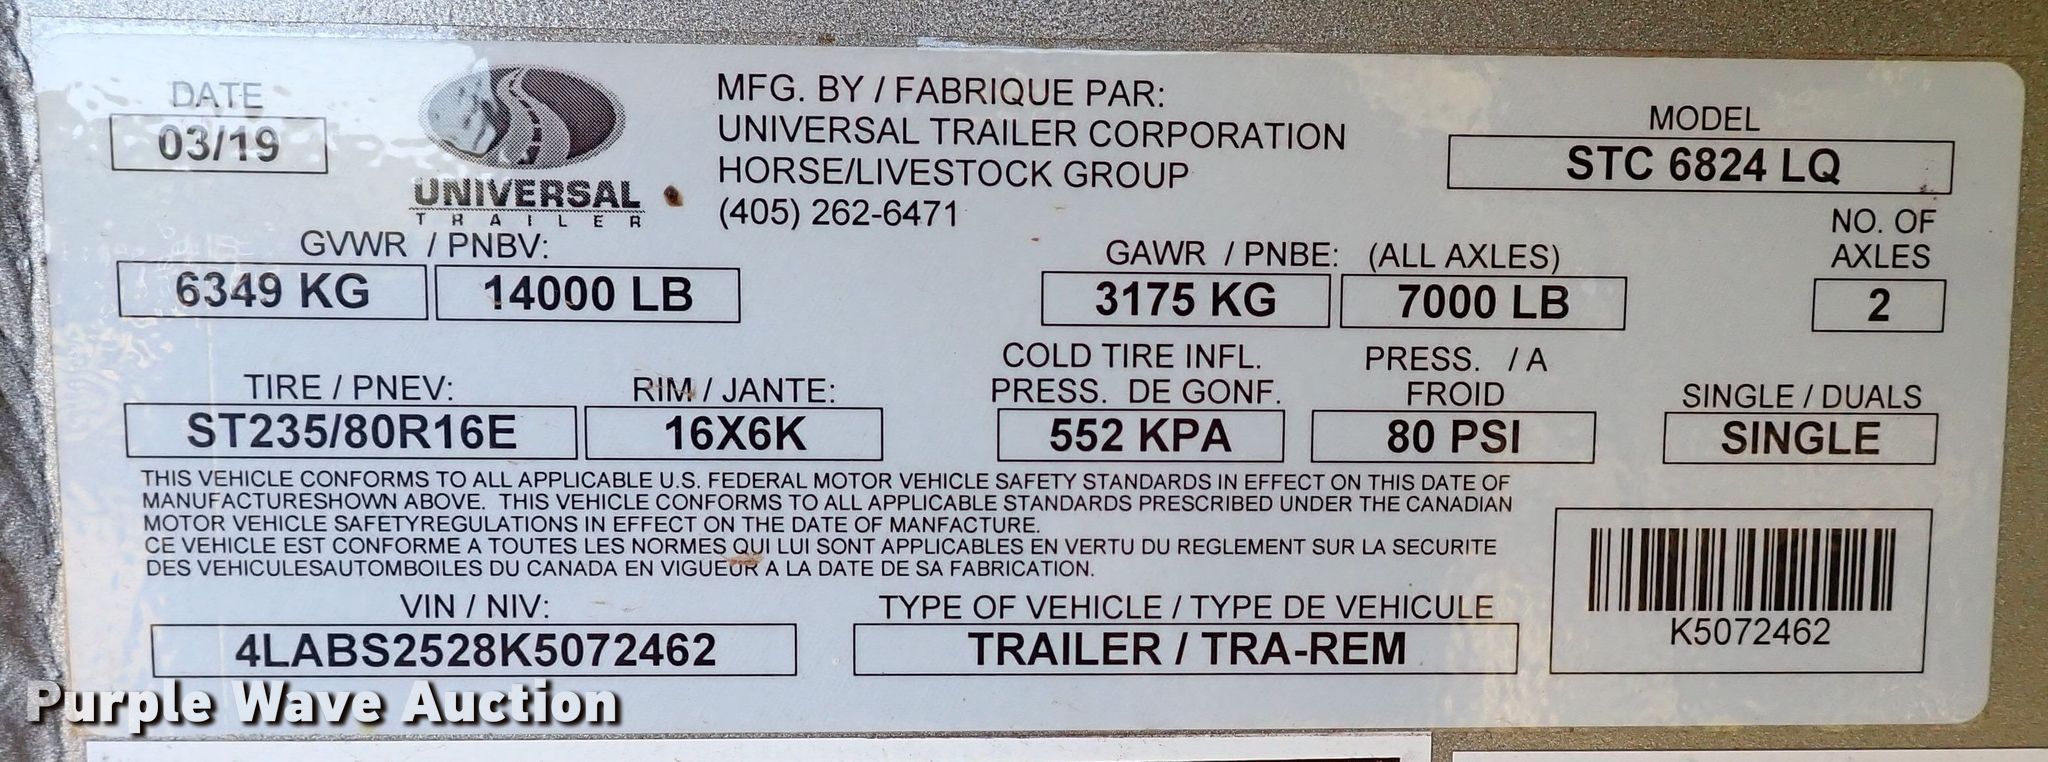 DATE
03/19
UNIVERSAL
TRAILER
MFG. BY / FABRIQUE PAR:
UNIVERSAL TRAILER CORPORATION
HORSE/LIVESTOCK GROUP
(405) 262-6471
MODEL
STC 6824 LQ
GVWR / PNBV:
6349 KG 14000 LB
GAWR / PNBE: (ALL AXLES)
3175 KG 7000 LB
NO. OF
AXLES
2
TIRE / PNEV:
ST235/80R16E
RIM / JANTE:
16X6K
COLD TIRE INFL. PRESS. / A
PRESS. DE GONF. FROID
552 KPA 80 PSI
SINGLE / DUALS
SINGLE
THIS VEHICLE CONFORMS TO ALL APPLICABLE U.S. FEDERAL MOTOR VEHICLE SAFETY STANDARDS IN EFFECT ON THIS DATE OF
MANUFACTURESHOWN ABOVE. THIS VEHICLE CONFORMS TO ALL APPLICABLE STANDARDS PRESCRIBED UNDER THE CANADIAN
MOTOR VEHICLE SAFETYREGULATIONS IN EFFECT ON THE DATE OF MANFACTURE.
CE VEHICLE EST CONFORME A TOUTES LES NORMES QUI LUI SONT APPLICABLES EN VERTU DU REGLEMENT SUR LA SECURITE
DES VEHICULESAUTOMBOILES DU CANADA EN VIGUEUR A LA DATE DE SA FABRICATION.
VIN / NIV:
4LABS2528K5072462
TYPE OF VEHICLE / TYPE DE VEHICULE
TRAILER / TRA-REM
K5072462
Purple Wave Auction